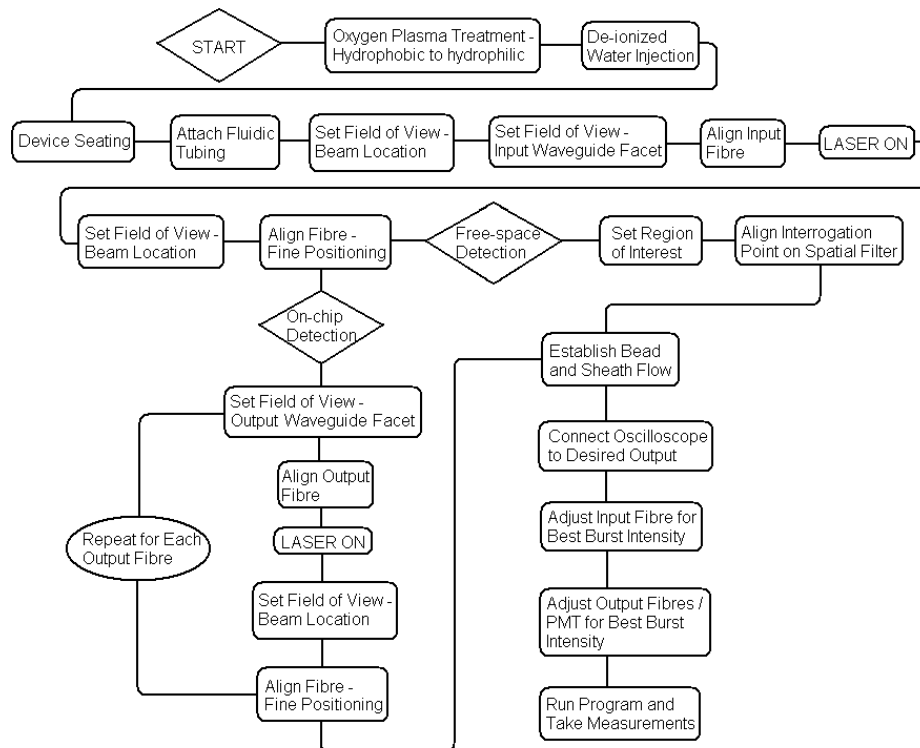 START
Oxygen Plasma Treatment -
Hydrophobic to hydrophilic
De-ionized
Water Injection
Device Seating
Attach Fluidic
Tubing
Set Field of View -
Beam Location
Set Field of View -
Input Waveguide Facet
Align Input
Fibre
LASER ON
Set Field of View -
Beam Location
Align Fibre -
Fine Positioning
Free-space
Detection
Set Region
of Interest
Align Interrogation
Point on Spatial Filter
On-chip
Detection
Set Field of View -
Output Waveguide Facet
Align Output
Fibre
LASER ON
Repeat for Each
Output Fibre
Set Field of View -
Beam Location
Align Fibre -
Fine Positioning
Establish Bead
and Sheath Flow
Connect Oscilloscope
to Desired Output
Adjust Input Fibre for
Best Burst Intensity
Adjust Output Fibres /
PMT for Best Burst
Intensity
Run Program and
Take Measurements